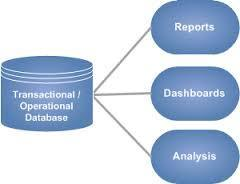 Reports
Transactional /
Operational
Database
Dashboards
Analysis